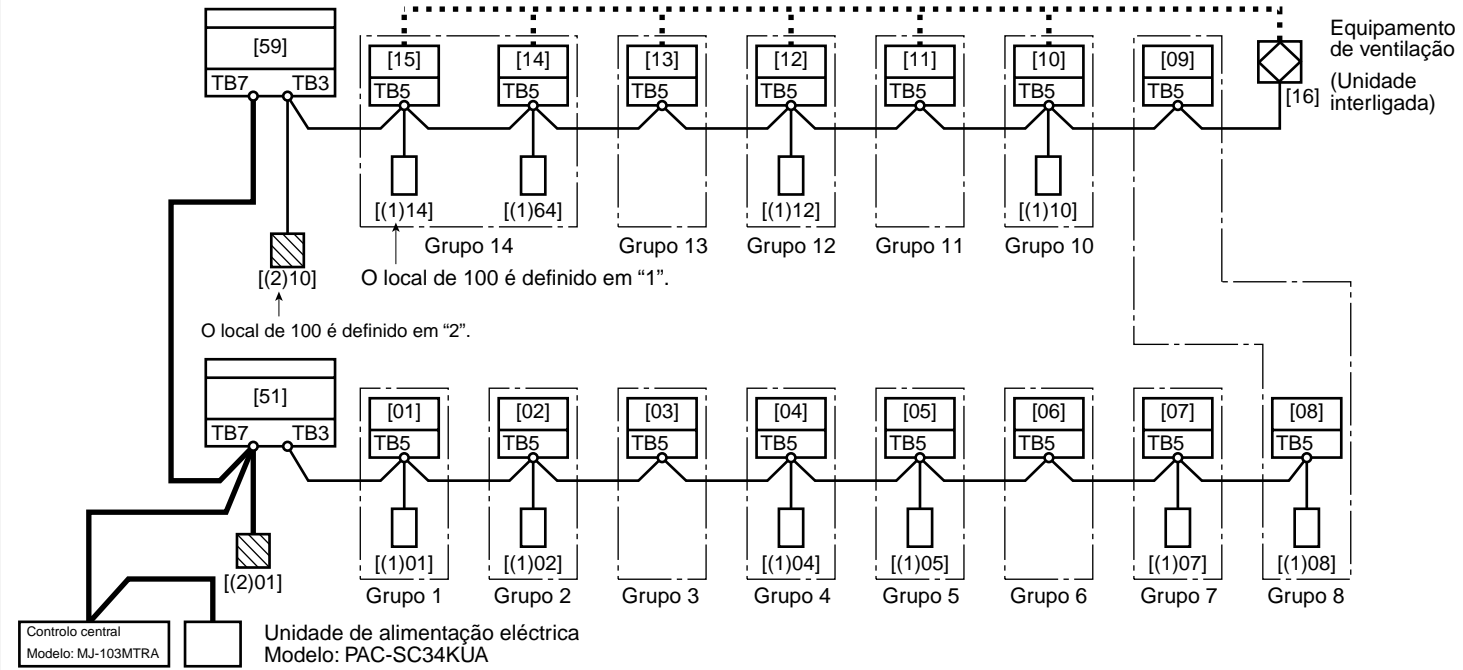 [59]
TB7 TB3
[15] [14] [13] [12] [11] [10] [09]
TB5 TB5 TB5 TB5 TB5 TB5 TB5
Equipamento
de ventilação
(Unidade
interligada)
[16]
[(1)14] [(1)64] [(1)12] [(1)10]
Grupo 14 Grupo 13 Grupo 12 Grupo 11 Grupo 10
[(2)10]
O local de 100 é definido em “1”.
O local de 100 é definido em “2”.
[51]
TB7 TB3
[01] [02] [03] [04] [05] [06] [07] [08]
TB5 TB5 TB5 TB5 TB5 TB5 TB5 TB5
[(2)01]
[(1)01] [(1)02] [(1)04] [(1)05] [(1)07] [(1)08]
Grupo 1 Grupo 2 Grupo 3 Grupo 4 Grupo 5 Grupo 6 Grupo 7 Grupo 8
Controlo central
Modelo: MJ-103MTRA
Unidade de alimentação eléctrica
Modelo: PAC-SC34KUA